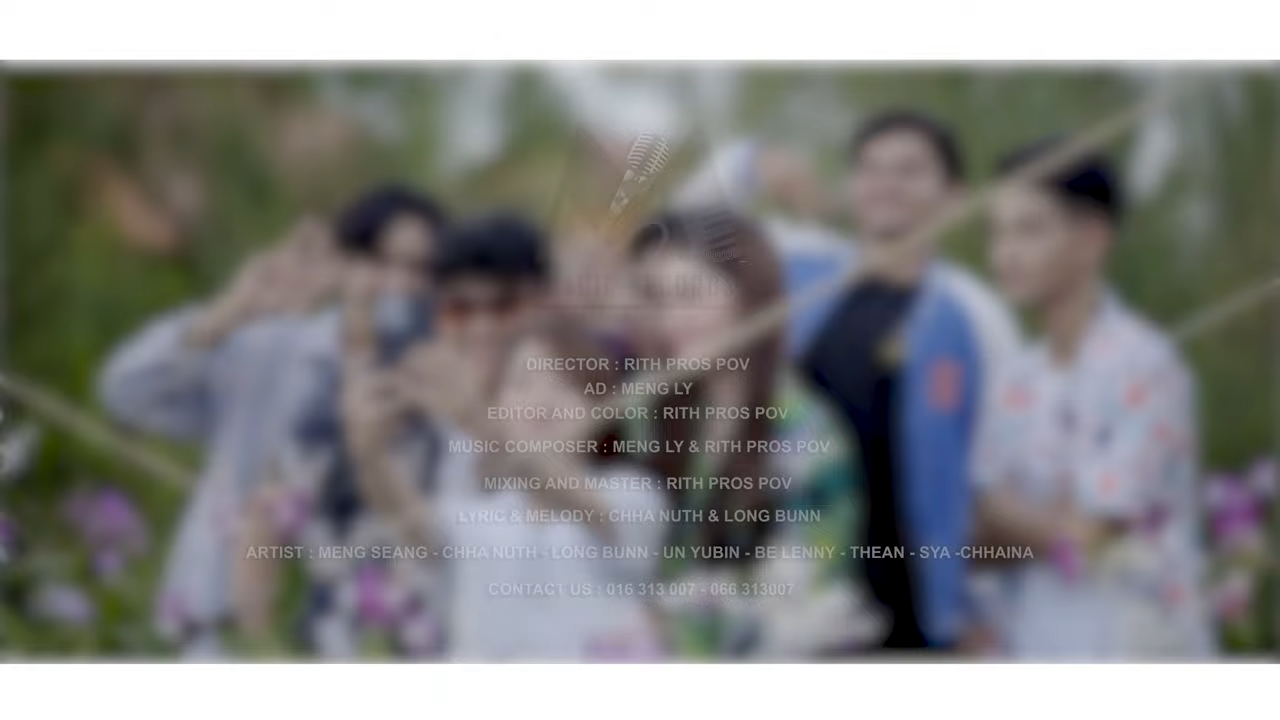 DIRECTOR : RITH PROS POV
AD : MENG LY
EDITOR AND COLOR : RITH PROS POV
MUSIC COMPOSER : MENG LY & RITH PROS POV
MIXING AND MASTER : RITH PROS POV
LYRIC & MELODY : CHHA NUTH & LONG BUNN
ARTIST : MENG SEANG - CHHA NUTH - LONG BUNN - UN YUBIN - BE LENNY - THEAN - SYA -CHHAINA
CONTACT US : 016 313 007 - 066 313007